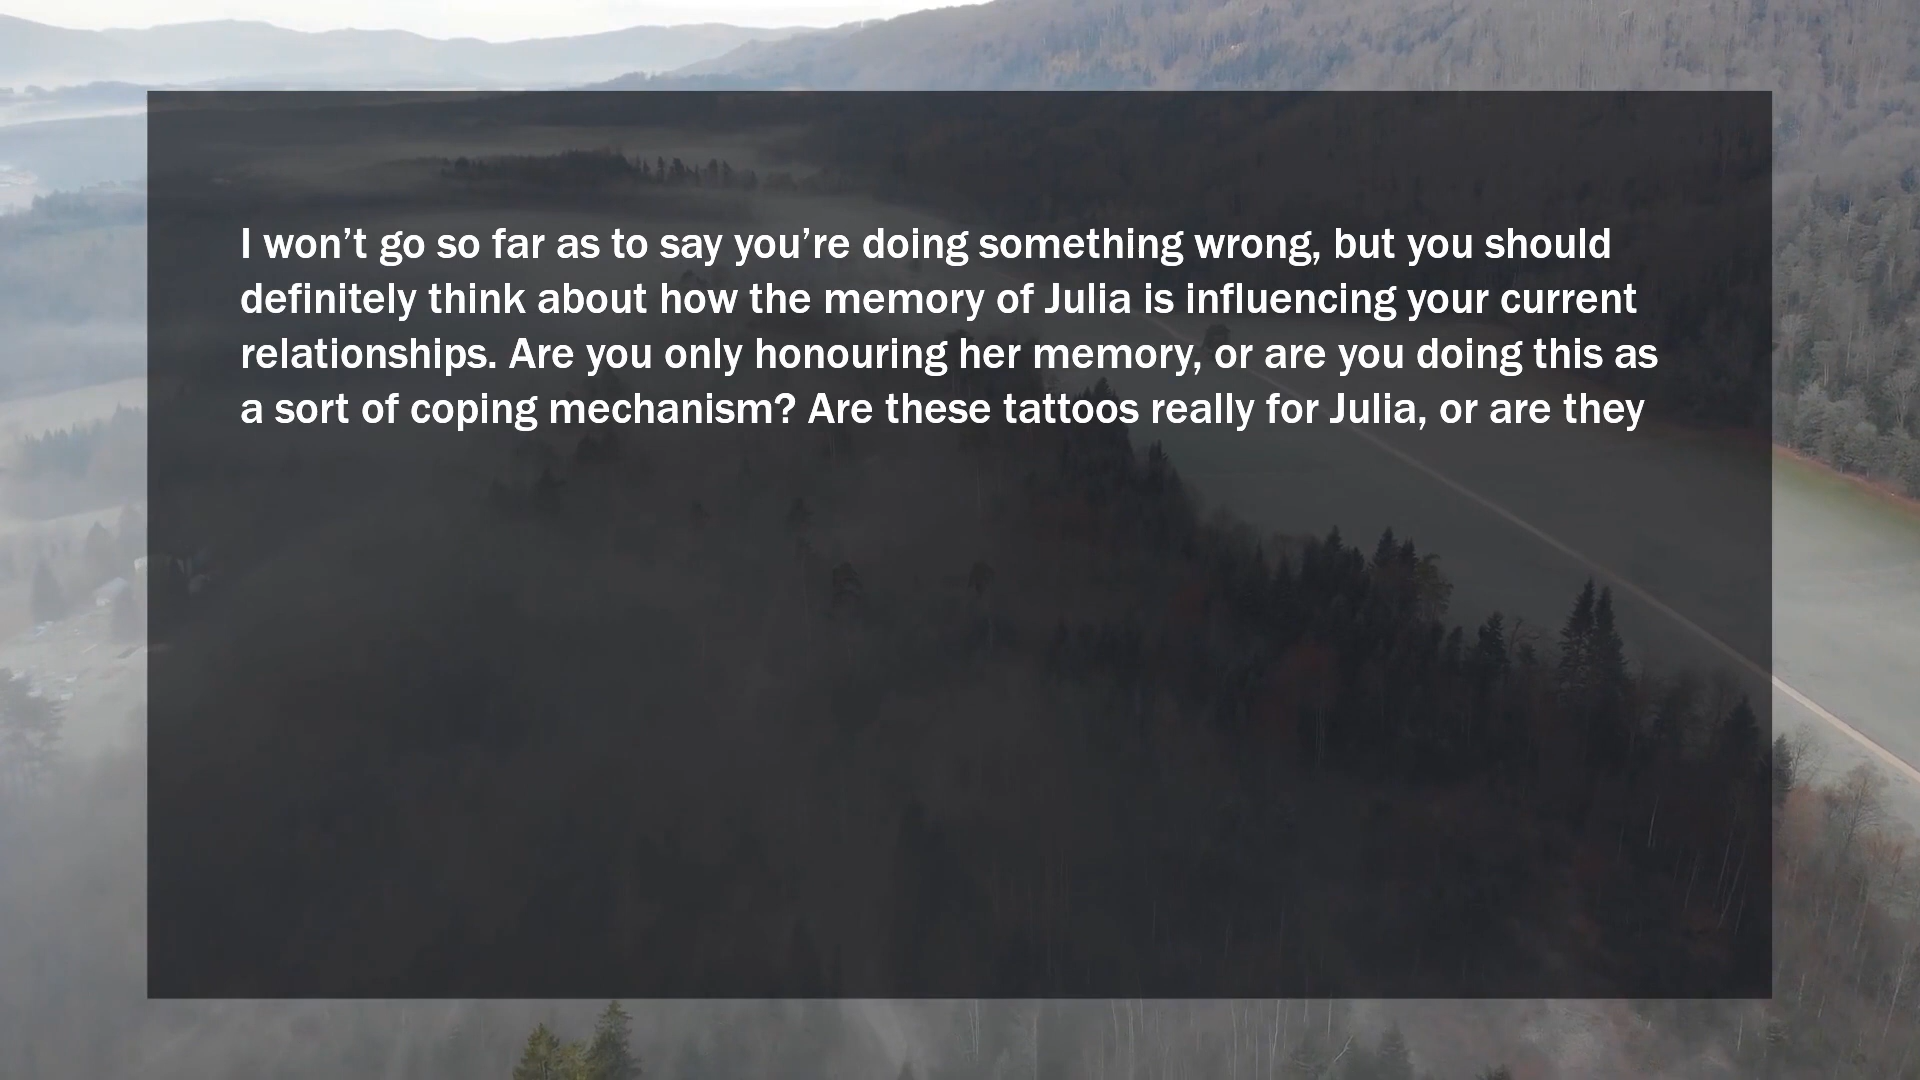 I won’t go so far as to say you’re doing something wrong, but you should
definitely think about how the memory of Julia is influencing your current
relationships. Are you only honouring her memory, or are you doing this as
a sort of coping mechanism? Are these tattoos really for Julia, or are they